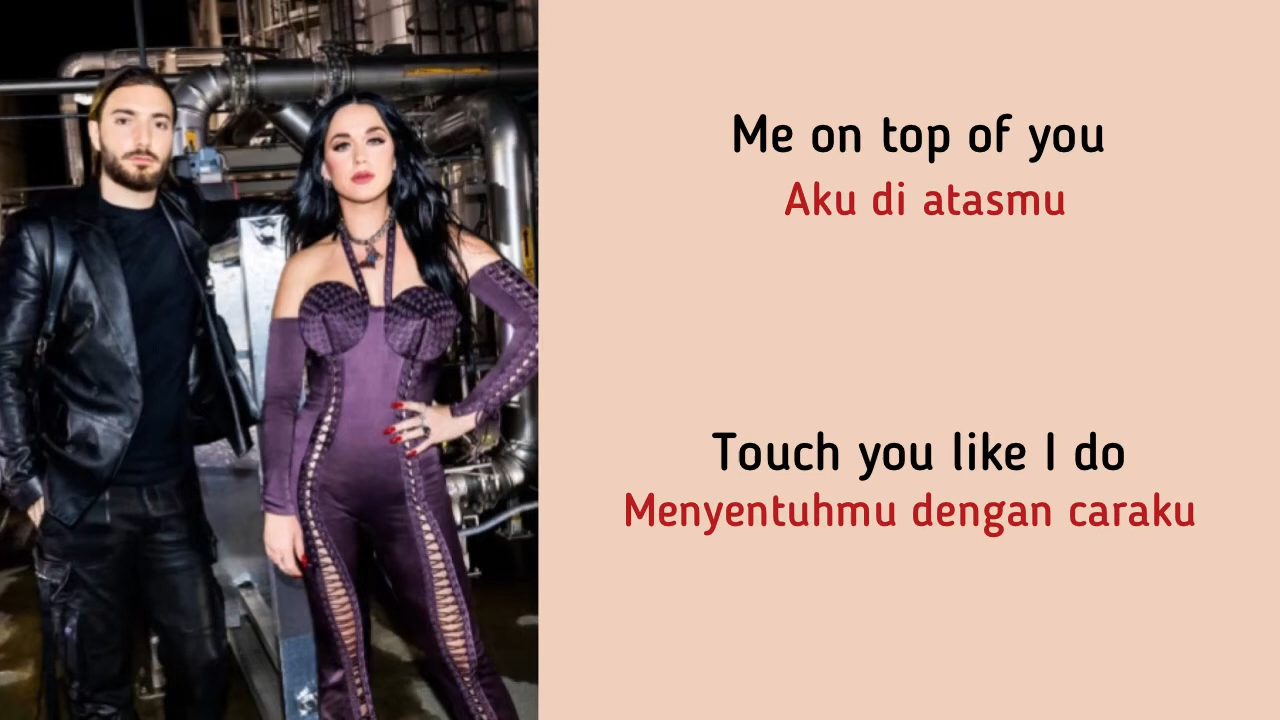 Me on top of you
Aku di atasmu
Touch you like I do
Menyentuhmu dengan caraku